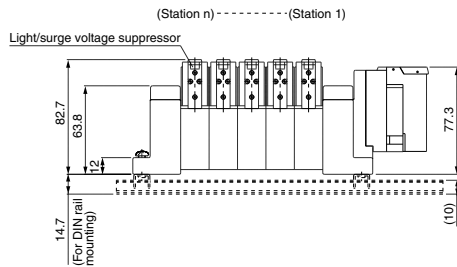 (Station n) - - - - - - - - - - (Station 1)
Light/surge voltage suppressor
82.7
63.8
12
77.3
14.7
(For DIN rail
mounting)
(10)